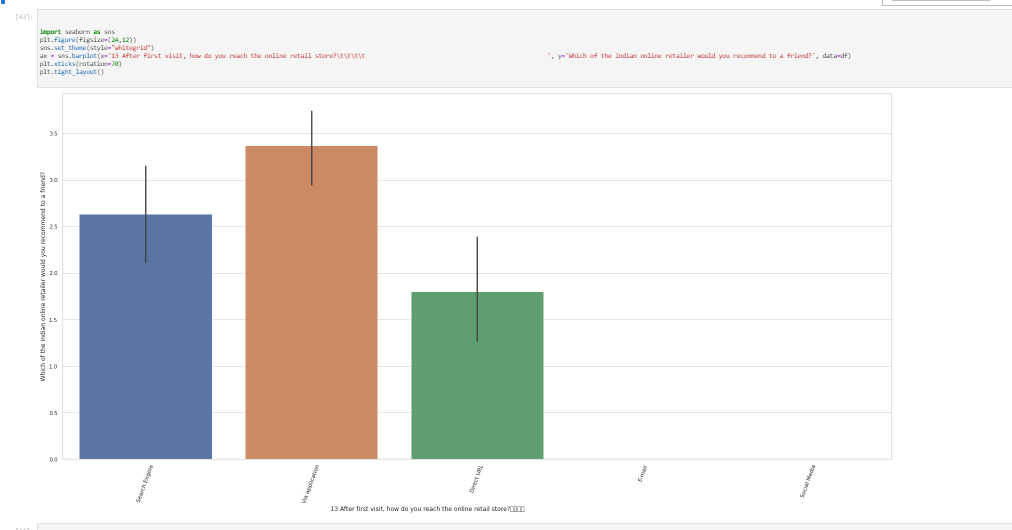 [43]:
import seaborn as sns
plt.figure(figsize=(24,12))
sns.set_theme(style="whitegrid")
ax = sns.barplot(x='13 After first visit, how do you reach the online retail store?\t\t\t\t ', y='Which of the Indian online retailer would you recommend to a friend?', data=df)
plt.xticks(rotation=70)
plt.tight_layout()
Which of the Indian online retailer would you recommend to a friend?
3.5
3.0
2.5
2.0
1.5
1.0
0.5
0.0
Search Engine
Via application
Direct URL
E-mail
Social Media
13 After first visit, how do you reach the online retail store?